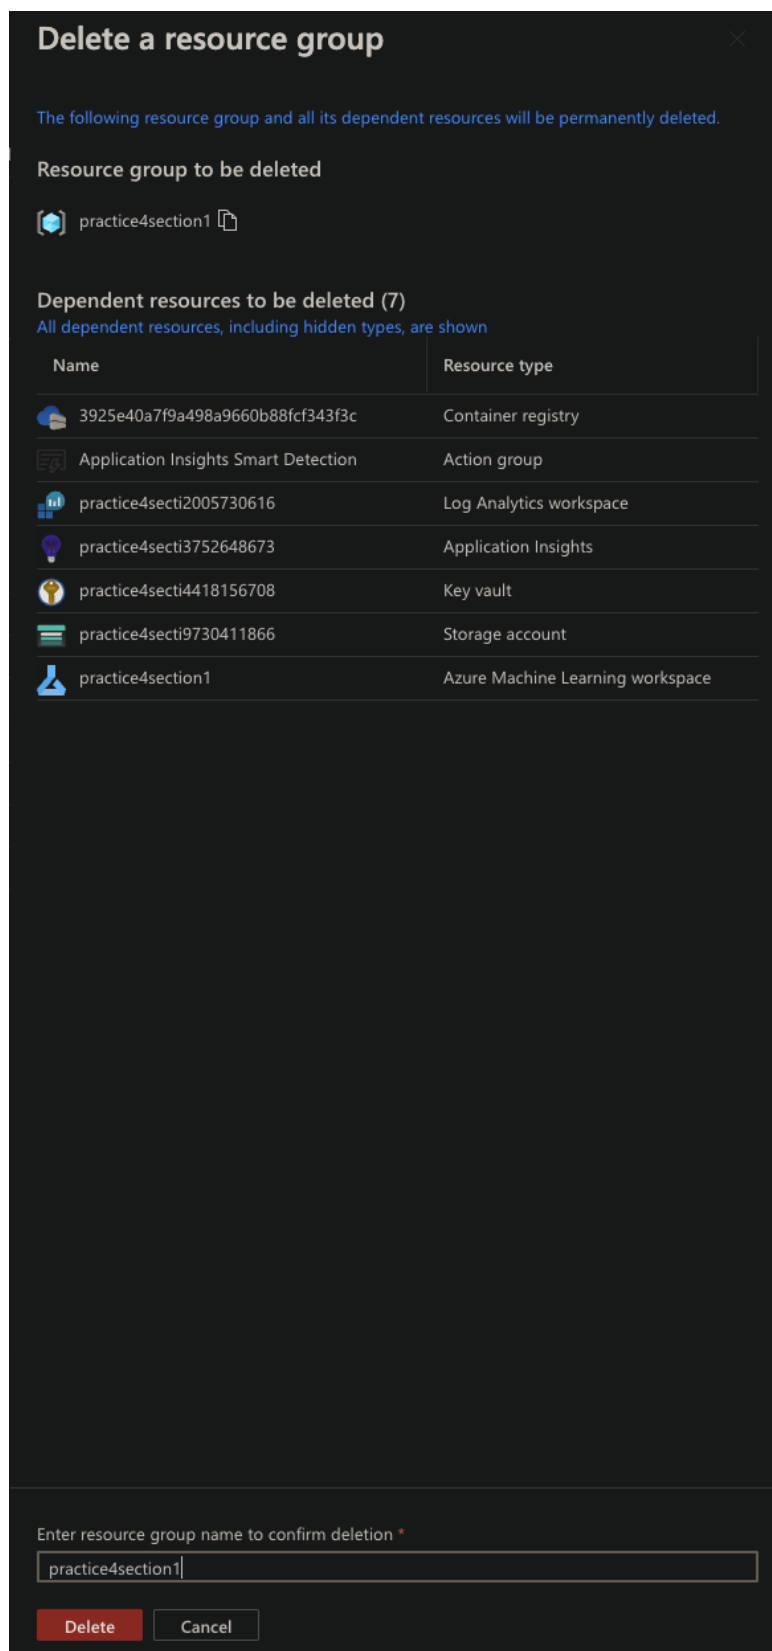 Delete a resource group
The following resource group and all its dependent resources will be permanently deleted.
Resource group to be deleted
practice4section1
Dependent resources to be deleted (7)
All dependent resources, including hidden types, are shown
Name Resource type
3925e40a7f9a498a9660b88fcf343f3c Container registry
Application Insights Smart Detection Action group
practice4secti2005730616 Log Analytics workspace
practice4secti3752648673 Application Insights
practice4secti4418156708 Key vault
practice4secti9730411866 Storage account
practice4section1 Azure Machine Learning workspace
Enter resource group name to confirm deletion *
practice4section1
Delete Cancel